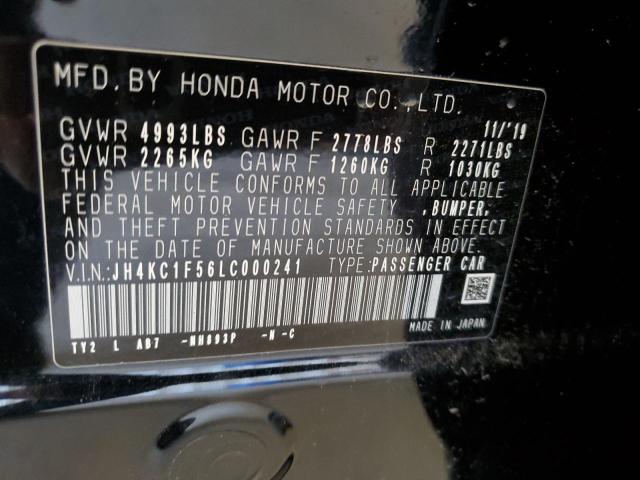 MFD. BY HONDA MOTOR CO.,LTD.
11/'19
GVWR 4993LBS GAWR F 2778LBS R 2271LBS
GVWR 2265KG GAWR F 1260KG R 1030KG
THIS VEHICLE CONFORMS TO ALL APPLICABLE
FEDERAL MOTOR VEHICLE SAFETY ,BUMPER,
AND THEFT PREVENTION STANDARDS IN EFFECT
ON THE DATE OF MANUFACTURE SHOWN ABOVE.
V.I.N.: JH4KC1F56LC000241 TYPE:PASSENGER CAR
TY2 L AB7 -NH893P -H -C
MADE IN JAPAN